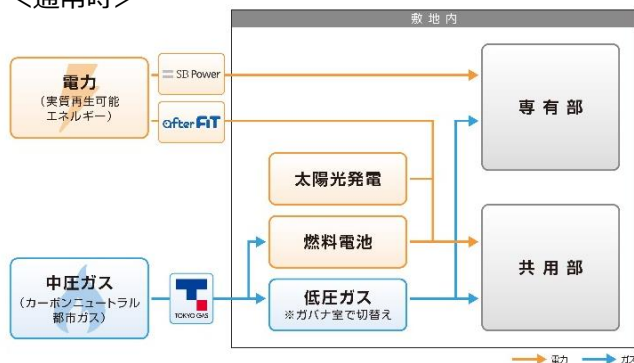 <通常時>
敷地内
電力
(実質再生可能
エネルギー)
SB Power
afterFIT
専有部
太陽光発電
燃料電池
共用部
中圧ガス
(カーボンニュートラル
都市ガス)
TOKYO GAS
低圧ガス
※ガバナ室で切替え
電力
ガス